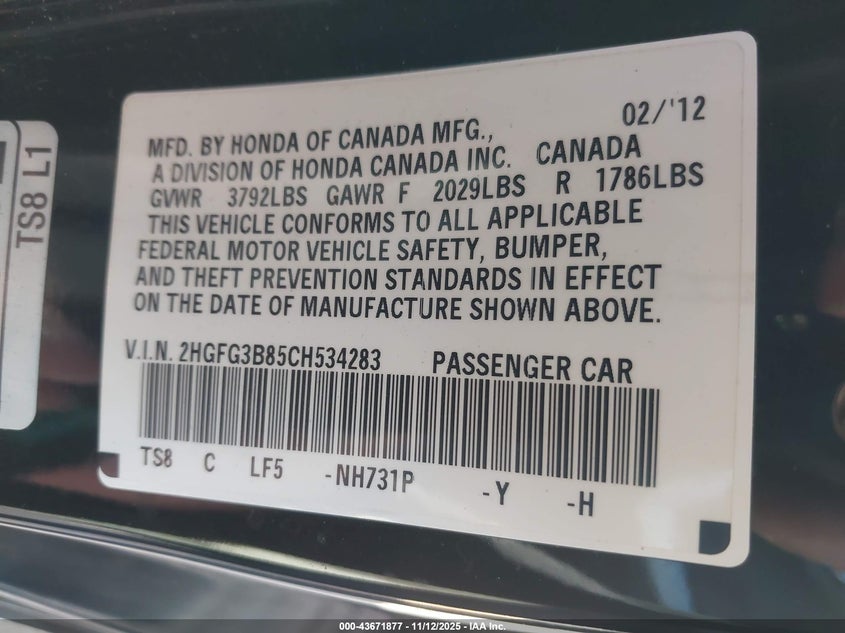 TS8 L1
02/'12
MFD. BY HONDA OF CANADA MFG.,
A DIVISION OF HONDA CANADA INC. CANADA
GVWR 3792LBS GAWR F 2029LBS R 1786LBS
THIS VEHICLE CONFORMS TO ALL APPLICABLE
FEDERAL MOTOR VEHICLE SAFETY, BUMPER,
AND THEFT PREVENTION STANDARDS IN EFFECT
ON THE DATE OF MANUFACTURE SHOWN ABOVE.
V.I.N. 2HGFG3B85CH534283 PASSENGER CAR
TS8 C LF5 -NH731P -Y -H
000-43671877 - 11/12/2025 - IAA Inc.